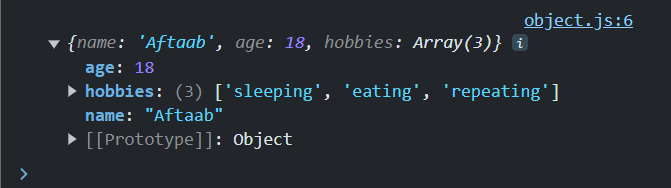 object.js:6
{name: 'Aftaab', age: 18, hobbies: Array(3)} i
age: 18
hobbies: (3) ['sleeping', 'eating', 'repeating']
name: "Aftaab"
[[Prototype]]: Object